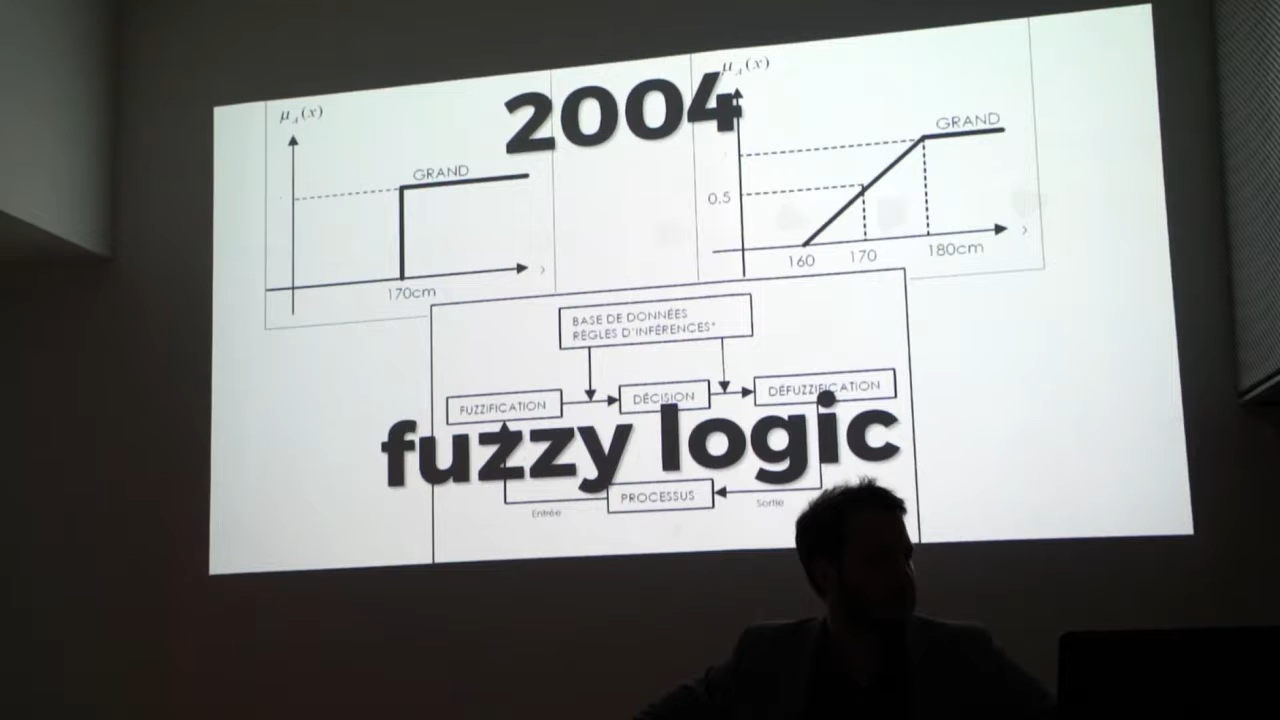 2004
μA(x)
GRAND
170cm
μA(x)
GRAND
0.5
160
170
180cm
BASE DE DONNÉES
RÈGLES D'INFÉRENCES*
FUZZIFICATION
DÉCISION
DÉFUZZIFICATION
fuzzy logic
PROCESSUS
Entrée
Sortie